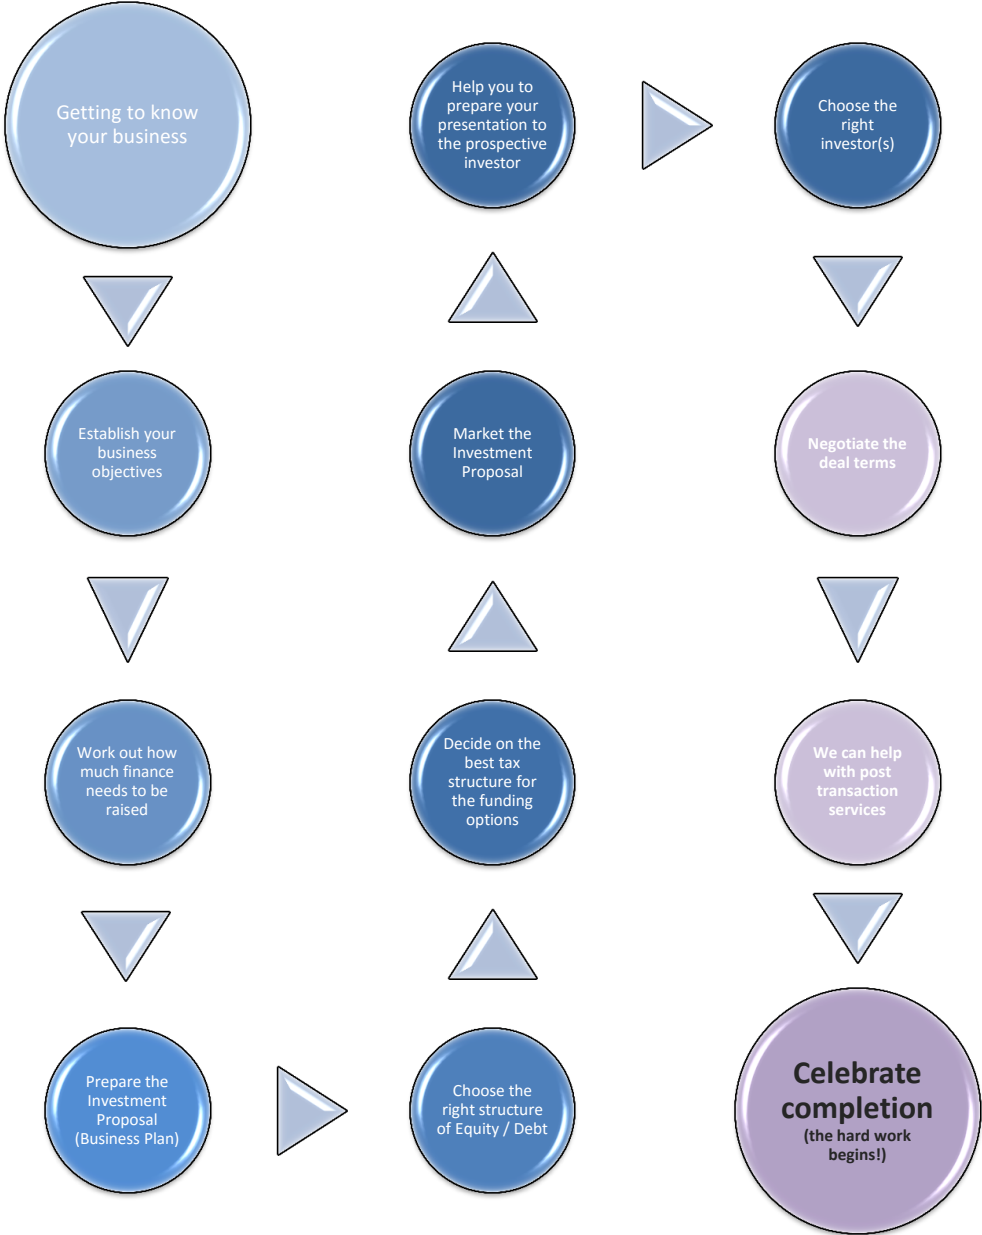 Getting to know
your business
Establish your
business
objectives
Work out how
much finance
needs to be
raised
Prepare the
Investment
Proposal
(Business Plan)
Choose the
right structure
of Equity / Debt
Decide on the
best tax
structure for
the funding
options
Market the
Investment
Proposal
Help you to
prepare your
presentation to
the prospective
investor
Choose the
right
investor(s)
Negotiate the
deal terms
We can help
with post
transaction
services
Celebrate
completion
(the hard work
begins!)